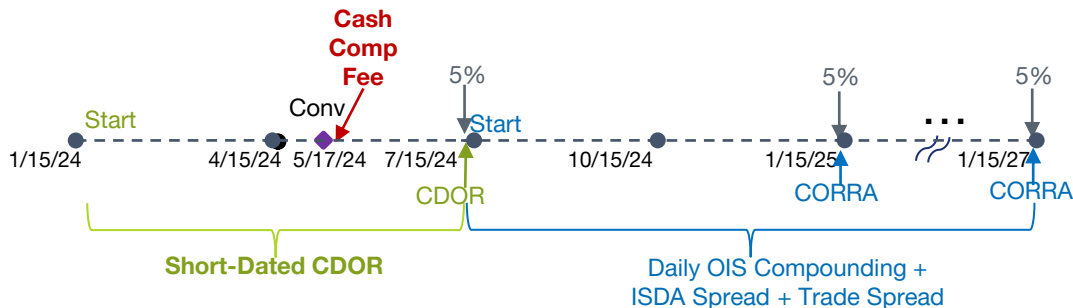 Cash
Comp
Fee
5%
5%
5%
Conv
Start
Start
...
1/15/24
4/15/24
5/17/24
7/15/24
10/15/24
1/15/25
1/15/27
CDOR
CORRA
CORRA
Short-Dated CDOR
Daily OIS Compounding +
ISDA Spread + Trade Spread